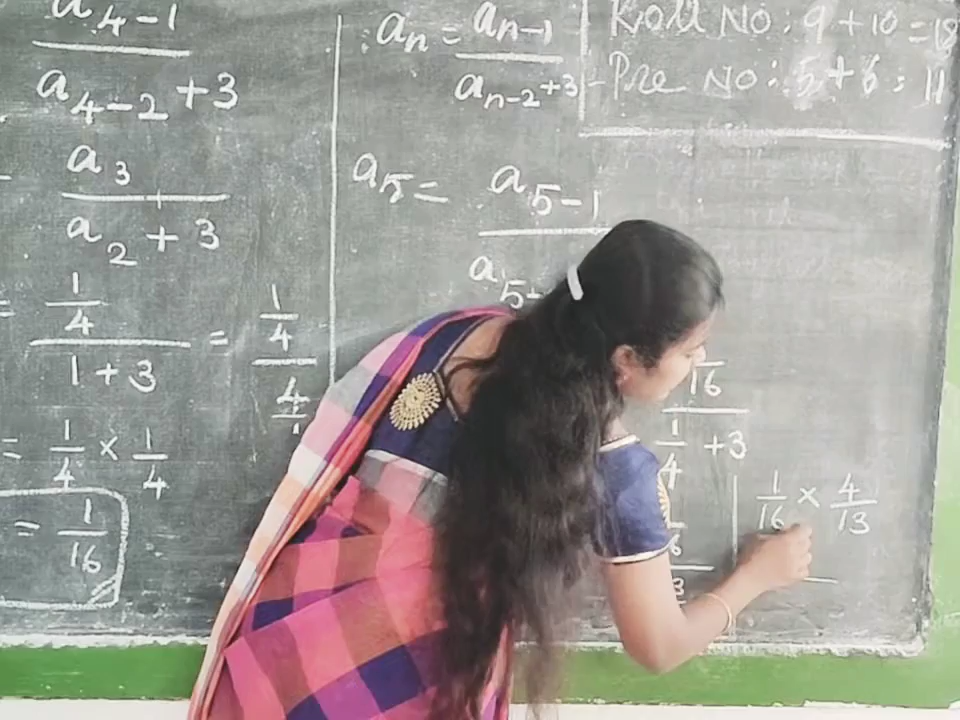 a4-1
a4-2 + 3
a3
a2 + 3
= 1/4
1 + 3
= 1/4
4/1
= 1/4 × 1/4
= 1/16
: an = an-1
an-2 + 3
a5 = a5-1
a5-
16
1/4 + 3
1/16 × 4/13
Roll No : 9 + 10 = 18
Pre No : 5 + 6 : 11